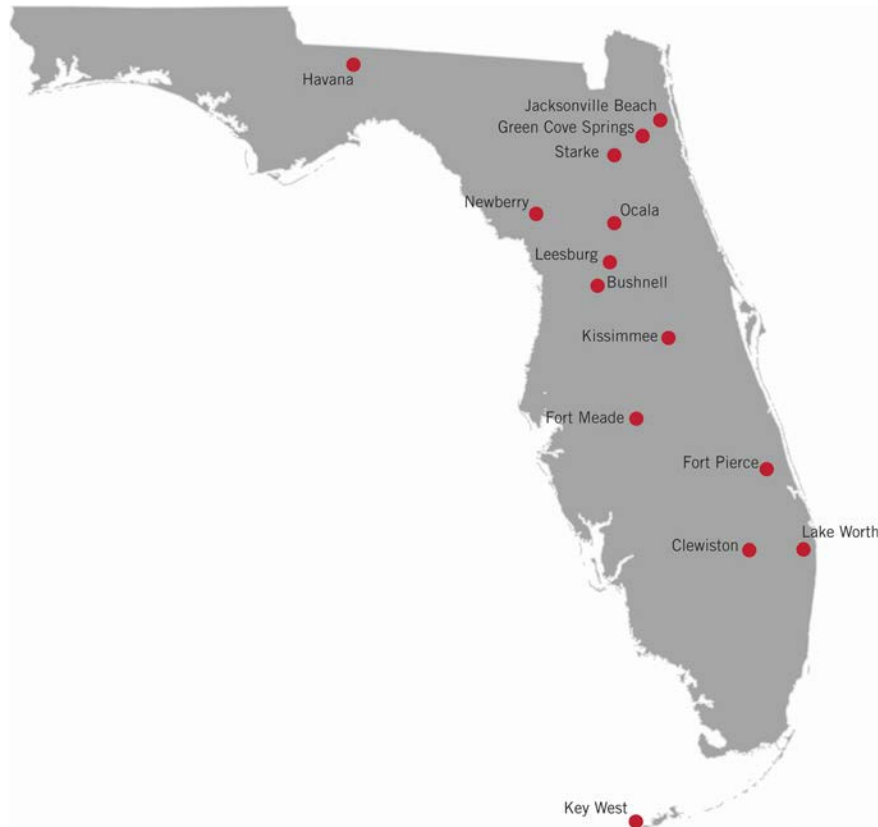 Havana
Jacksonville Beach
Green Cove Springs
Starke
Newberry
Ocala
Leesburg
Bushnell
Kissimmee
Fort Meade
Fort Pierce
Lake Worth
Clewiston
Key West